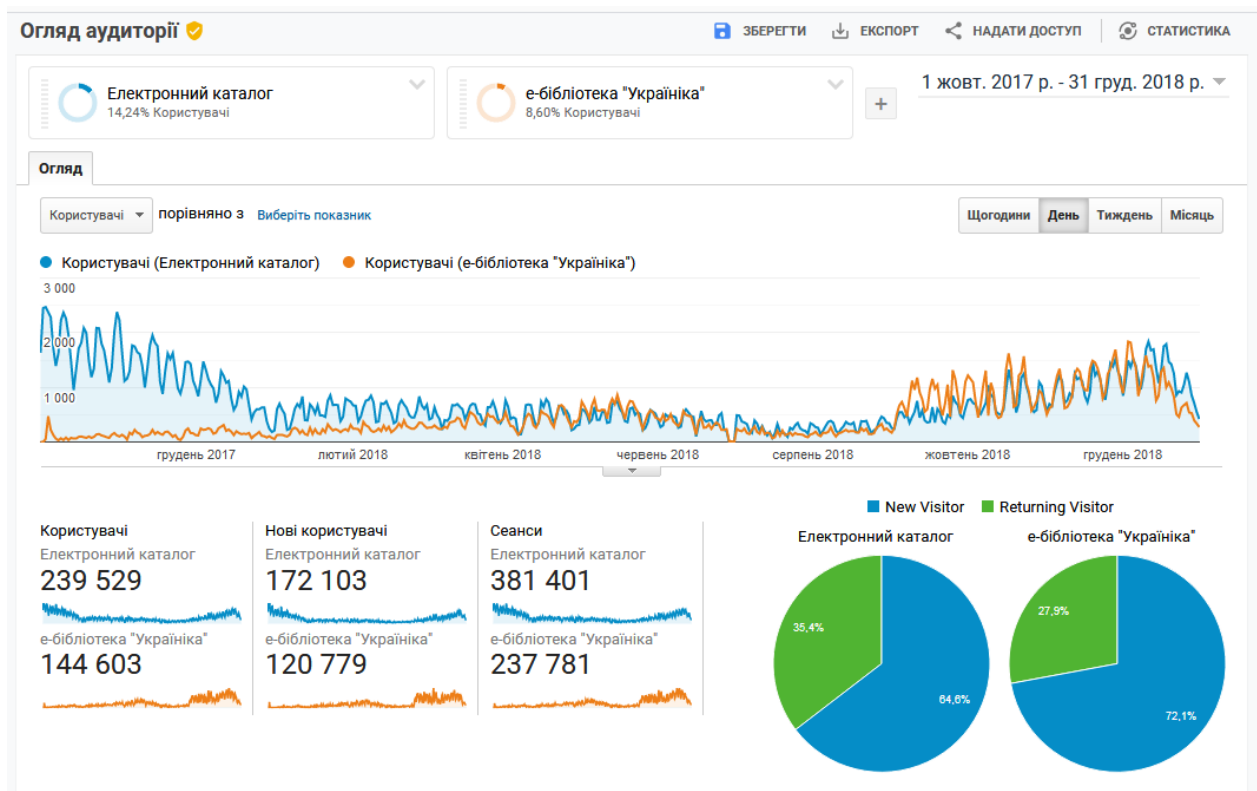 Огляд аудиторії
ЗБЕРЕГТИ ЕКСПОРТ НАДАТИ ДОСТУП СТАТИСТИКА
Електронний каталог
14,24% Користувачі
е-бібліотека "Україніка"
8,60% Користувачі
+
1 жовт. 2017 р. - 31 груд. 2018 р.
Огляд
Користувачі порівняно з Виберіть показник
Щогодини День Тиждень Місяць
Користувачі (Електронний каталог) Користувачі (е-бібліотека "Україніка")
3 000
2 000
1 000
грудень 2017 лютий 2018 квітень 2018 червень 2018 серпень 2018 жовтень 2018 грудень 2018
Користувачі
Електронний каталог
239 529
е-бібліотека "Україніка"
144 603
Нові користувачі
Електронний каталог
172 103
е-бібліотека "Україніка"
120 779
Сеанси
Електронний каталог
381 401
е-бібліотека "Україніка"
237 781
New Visitor Returning Visitor
Електронний каталог
35,4%
64,6%
е-бібліотека "Україніка"
27,9%
72,1%